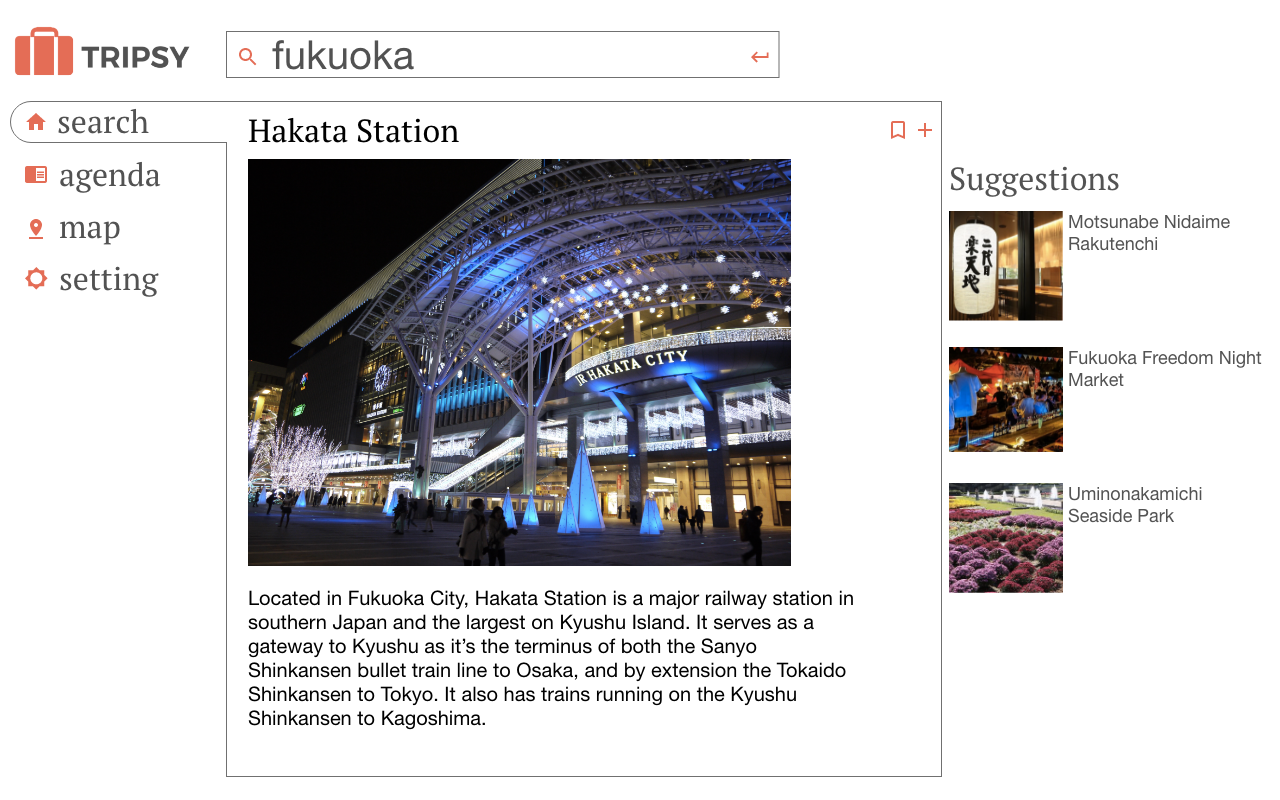 TRIPSY
fukuoka
search
agenda
map
setting
Hakata Station
JR HAKATA CITY
Located in Fukuoka City, Hakata Station is a major railway station in
southern Japan and the largest on Kyushu Island. It serves as a
gateway to Kyushu as it’s the terminus of both the Sanyo
Shinkansen bullet train line to Osaka, and by extension the Tokaido
Shinkansen to Tokyo. It also has trains running on the Kyushu
Shinkansen to Kagoshima.
Suggestions
二代目
楽天地
Motsunabe Nidaime
Rakutenchi
Fukuoka Freedom Night
Market
Uminonakamichi
Seaside Park